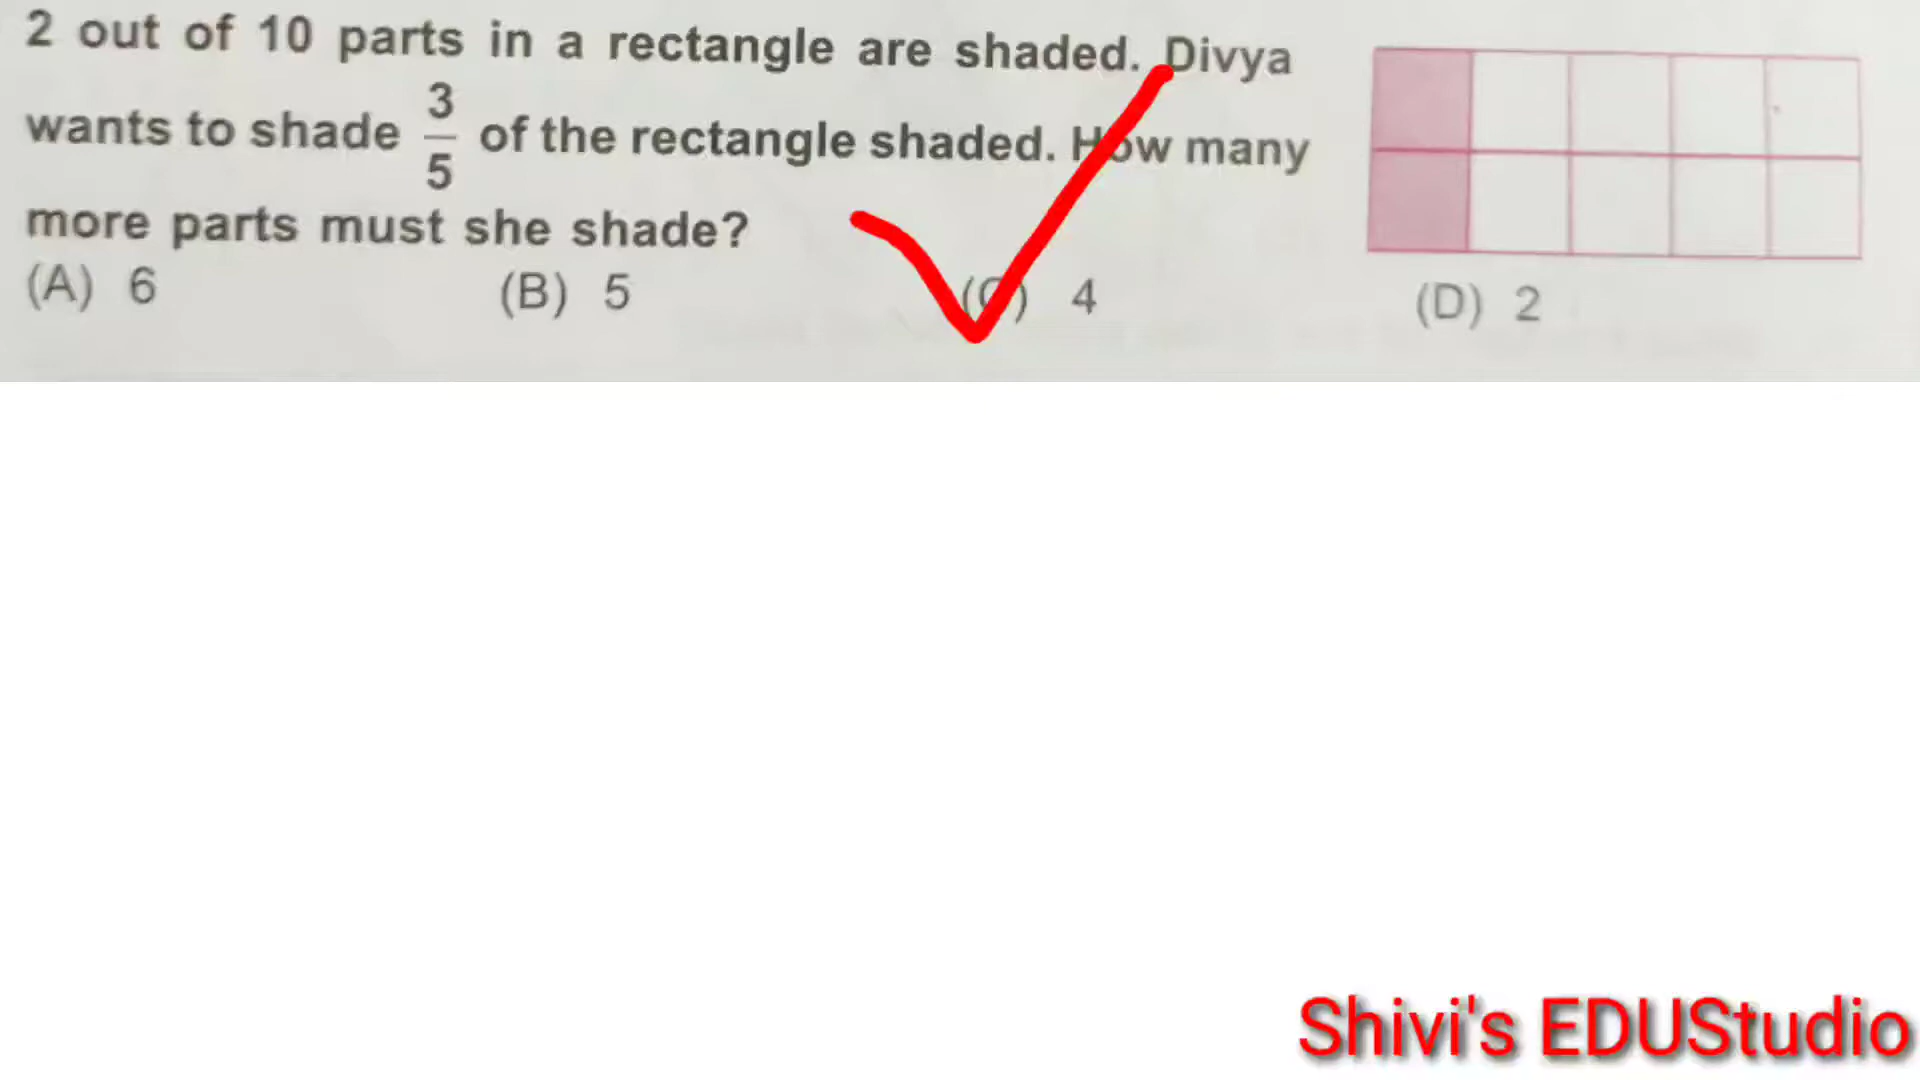 2 out of 10 parts in a rectangle are shaded. Divya
wants to shade 3/5 of the rectangle shaded. How many
more parts must she shade?
(A) 6 (B) 5 (C) 4 (D) 2
Shivi's EDUStudio